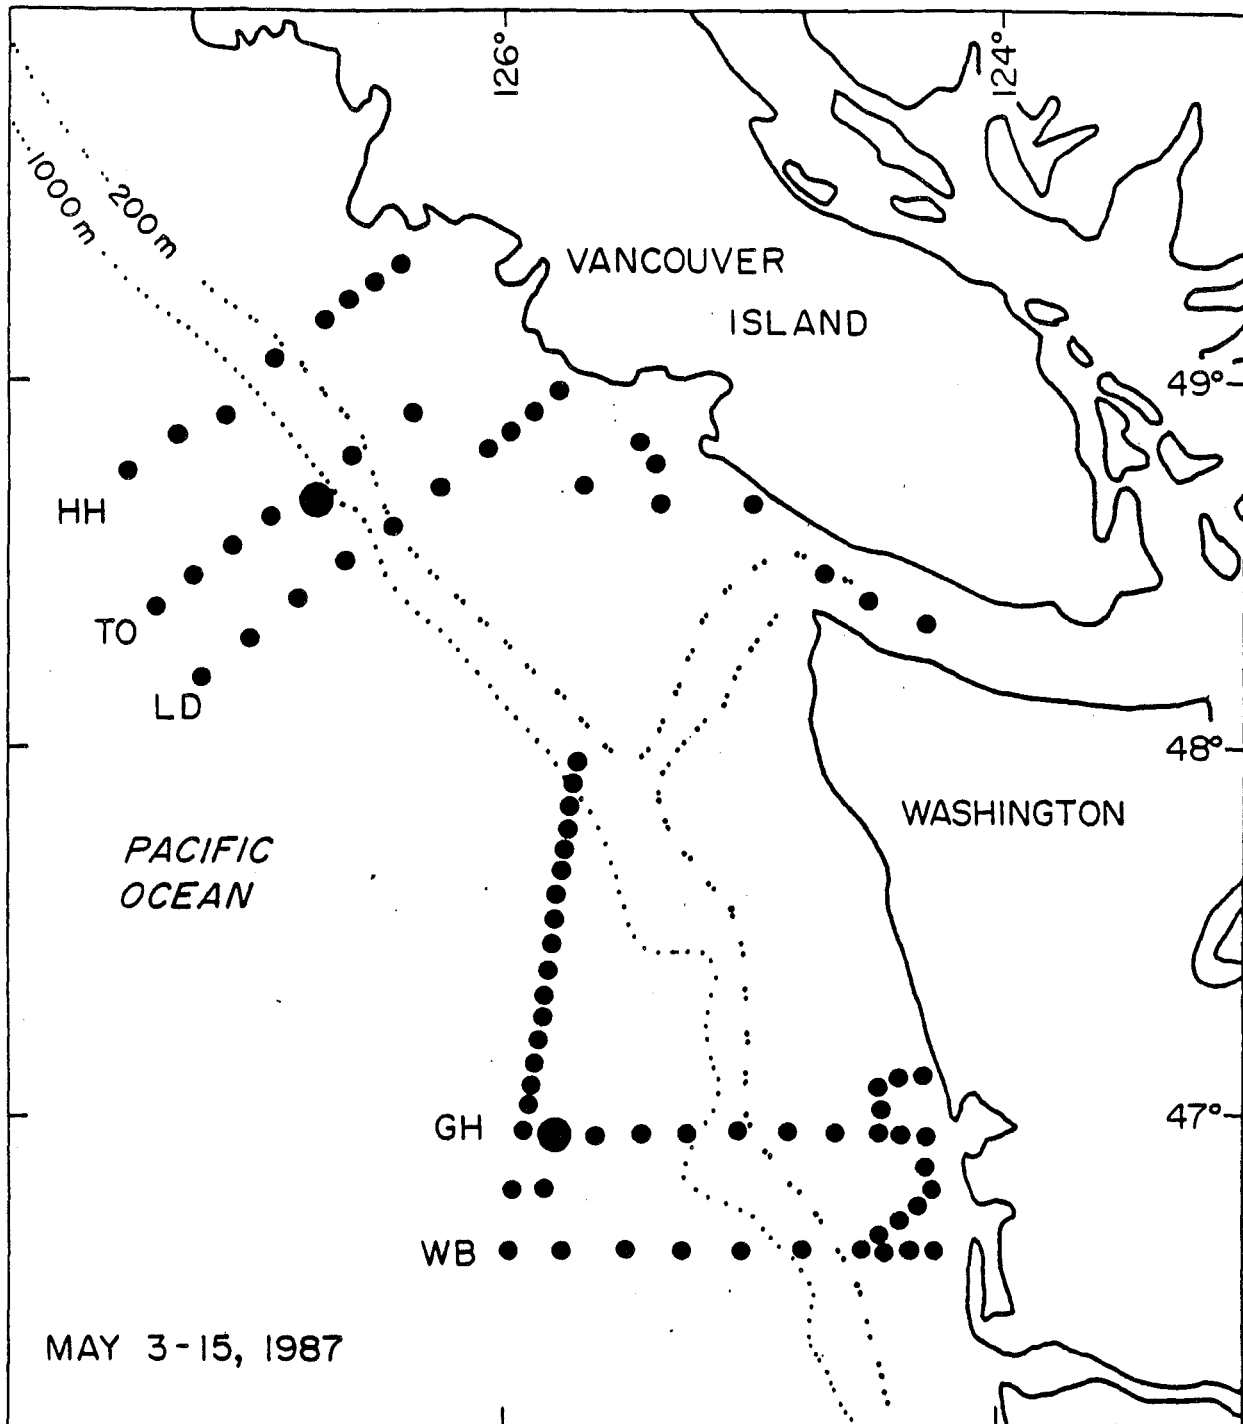 126°
124°
1000m
200m
VANCOUVER
ISLAND
49°
HH
TO
LD
48°
WASHINGTON
PACIFIC
OCEAN
47°
GH
WB
MAY 3-15, 1987